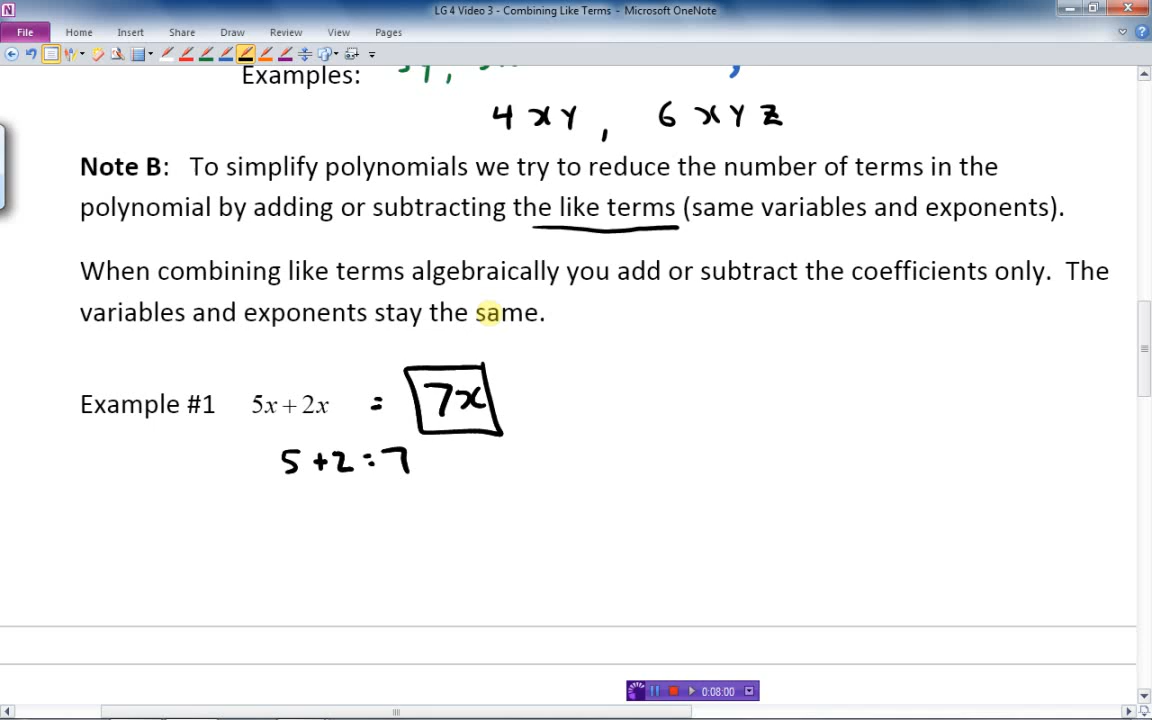 LG 4 Video 3 - Combining Like Terms - Microsoft OneNote
File Home Insert Share Draw Review View Pages
Examples:
4xy, 6xyz
Note B: To simplify polynomials we try to reduce the number of terms in the
polynomial by adding or subtracting the like terms (same variables and exponents).
When combining like terms algebraically you add or subtract the coefficients only. The
variables and exponents stay the same.
Example #1 5x + 2x = 7x
5 + 2 = 7
0:08:00